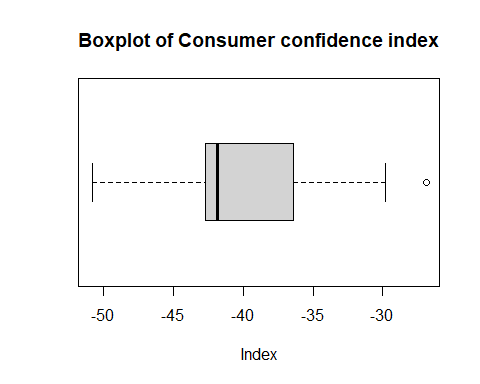 Boxplot of Consumer confidence index
-50 -45 -40 -35 -30
Index